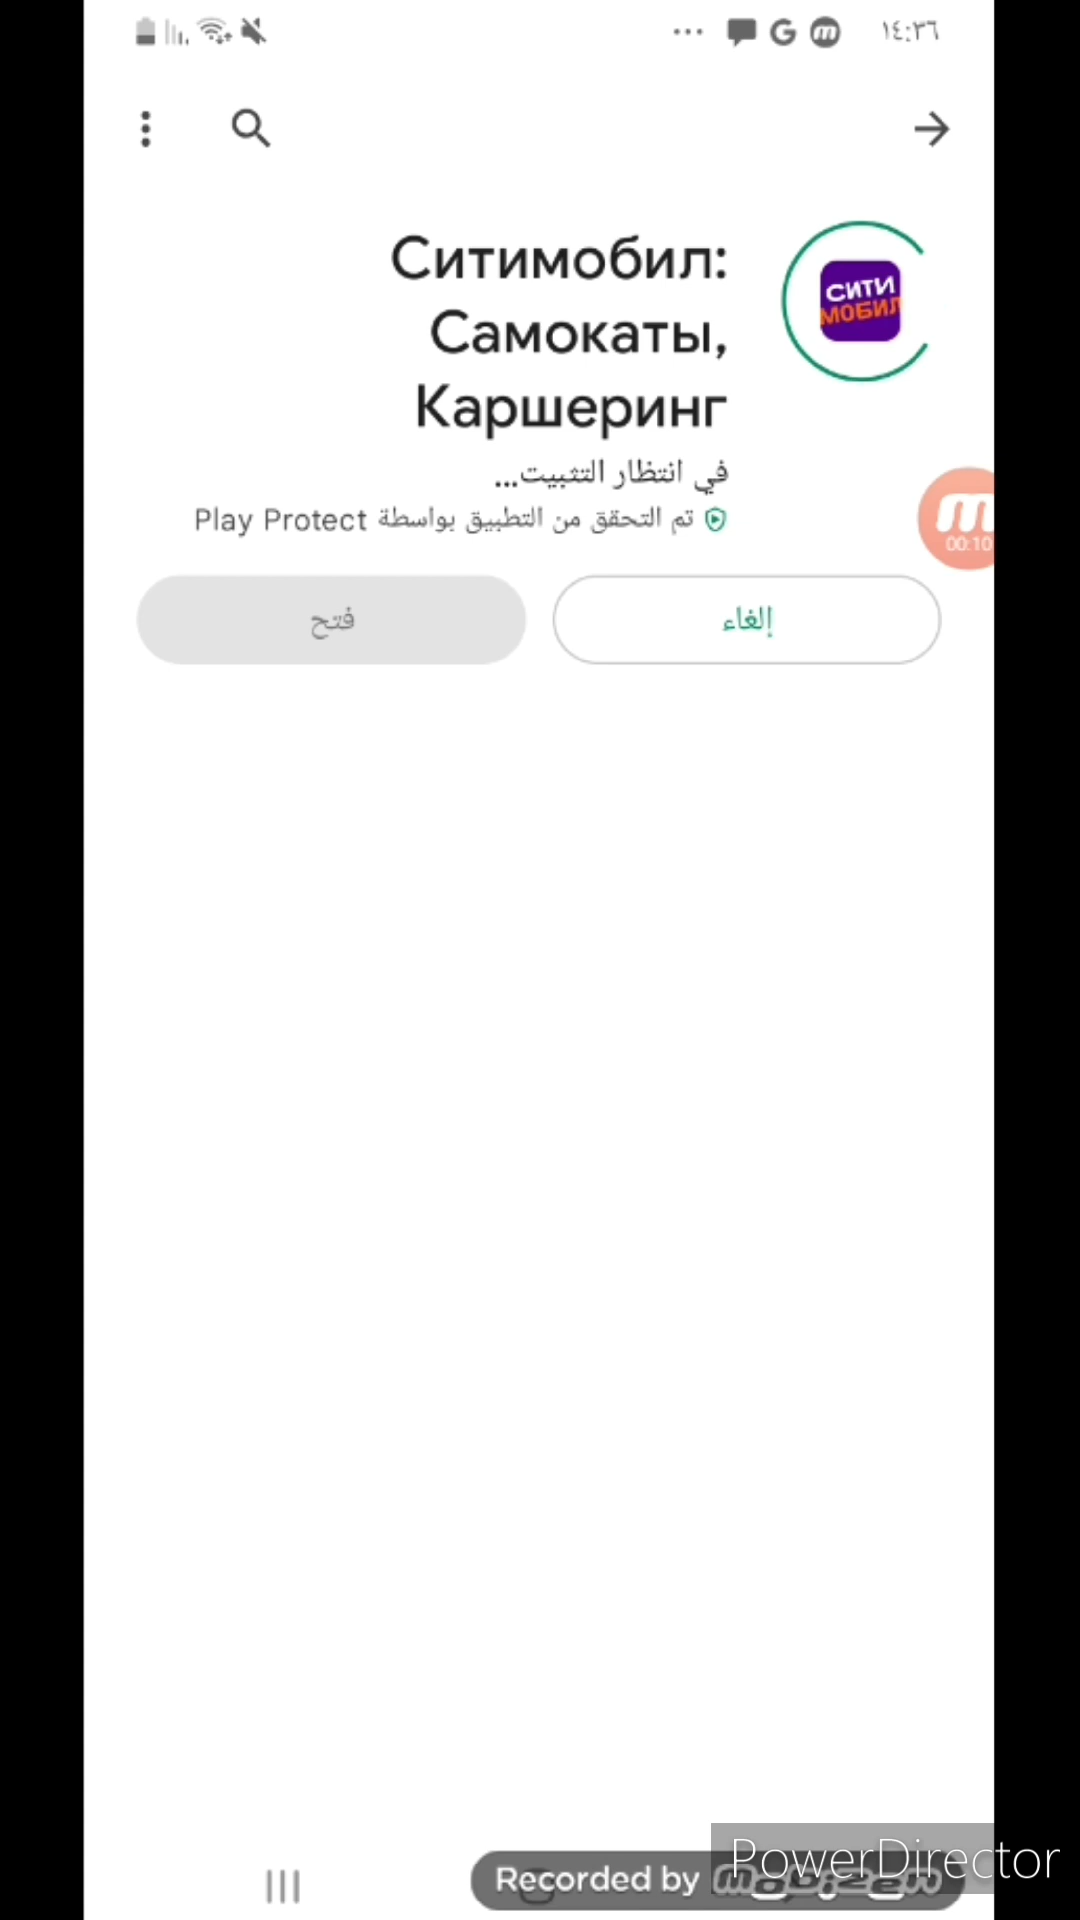 ١٤:٣٦
Ситимобил:
Самокаты,
Каршеринг
СИТИ
МОБИЛ
في انتظار التثبيت...
تم التحقق من التطبيق بواسطة Play Protect
00:10
إلغاء
فتح
PowerDirector
Recorded by